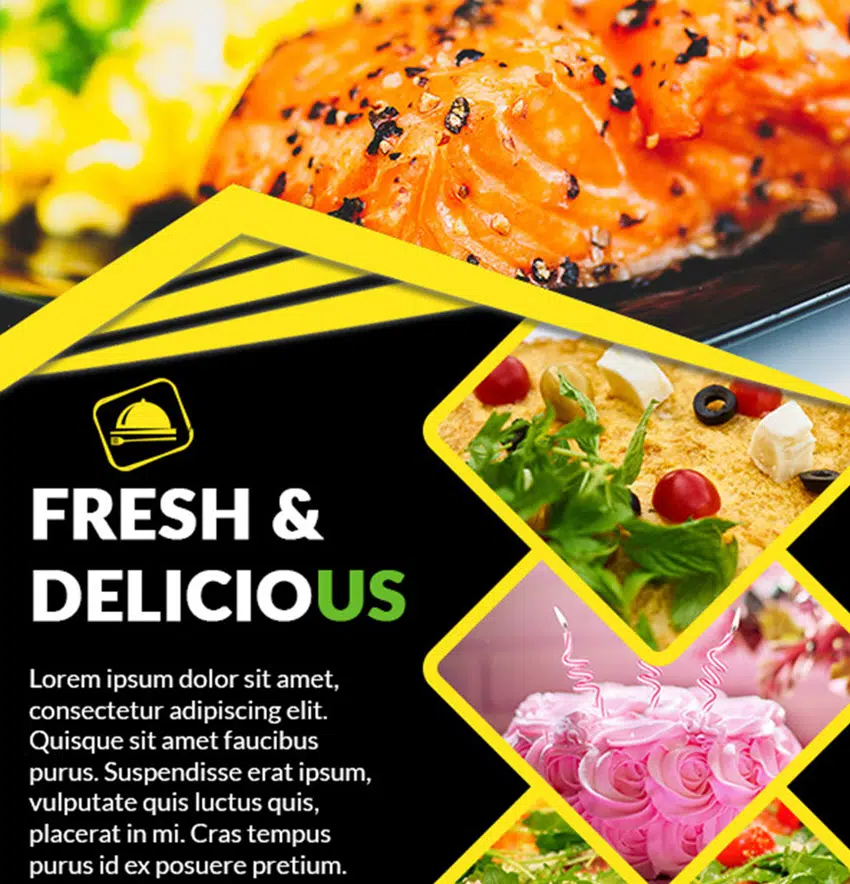 FRESH &
DELICIOUS
Lorem ipsum dolor sit amet,
consectetur adipiscing elit.
Quisque sit amet faucibus
purus. Suspendisse erat ipsum,
vulputate quis luctus quis,
placerat in mi. Cras tempus
purus id ex posuere pretium.